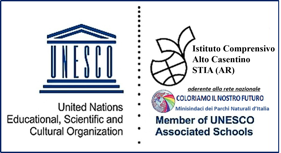 UNESCO
United Nations
Educational, Scientific and
Cultural Organization
Istituto Comprensivo
Alto Casentino
STIA (AR)
aderente alla rete nazionale
COLORIAMO IL NOSTRO FUTURO
Minisindaci dei Parchi Naturali d'Italia
Member of UNESCO
Associated Schools